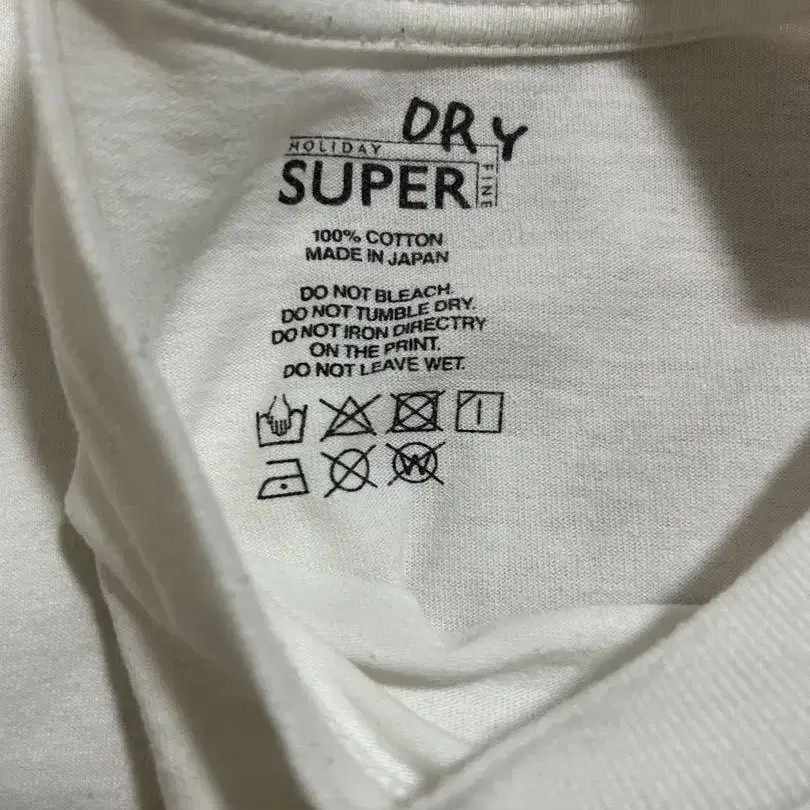 DRY
HOLIDAY
SUPER
FINE
100% COTTON
MADE IN JAPAN
DO NOT BLEACH.
DO NOT TUMBLE DRY.
DO NOT IRON DIRECTRY
ON THE PRINT.
DO NOT LEAVE WET.
W